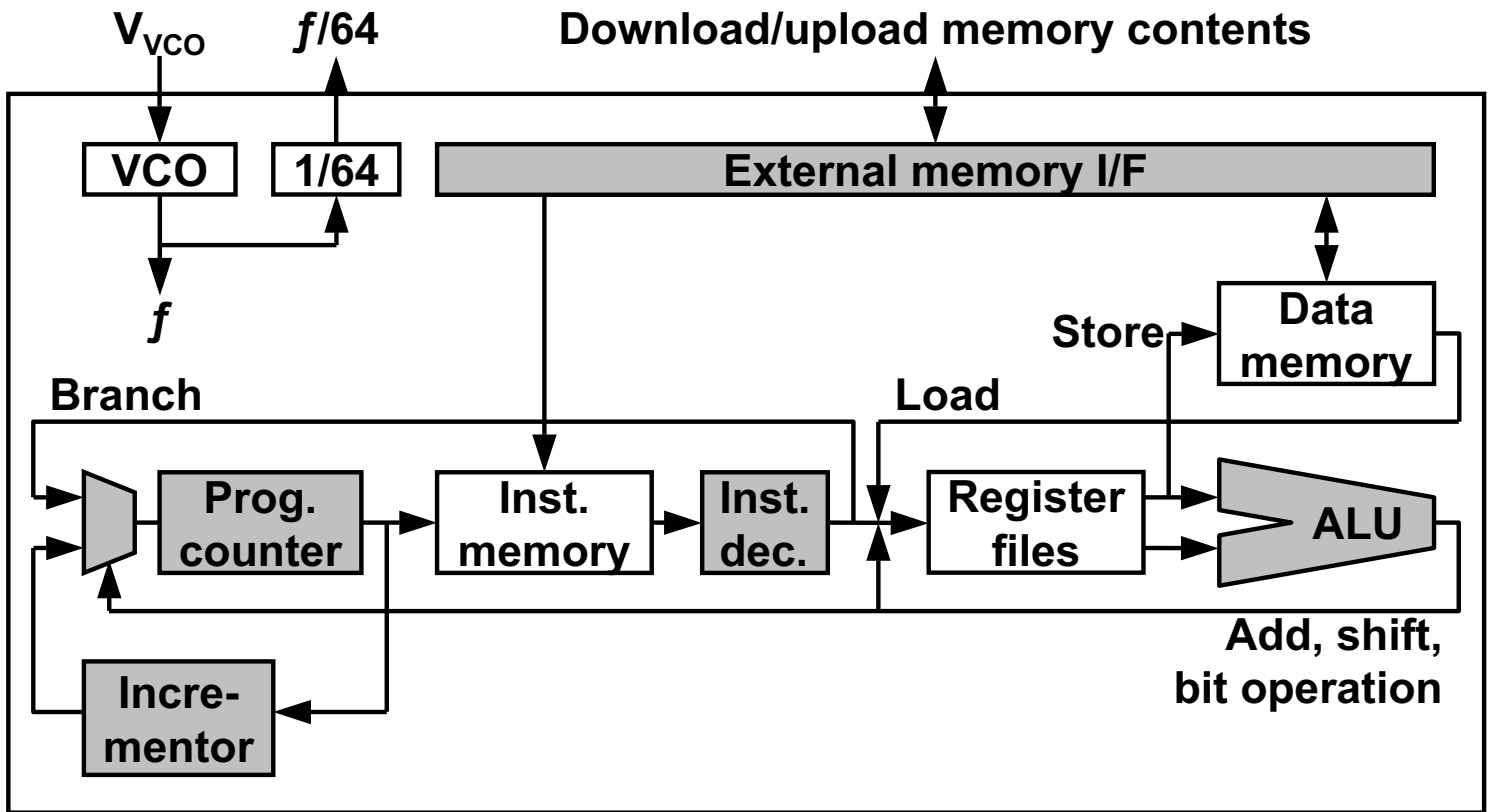 V_VCO
ƒ/64
Download/upload memory contents
VCO
1/64
External memory I/F
ƒ
Store
Data
memory
Branch
Load
Prog.
counter
Inst.
memory
Inst.
dec.
Register
files
ALU
Add, shift,
bit operation
Incre-
mentor